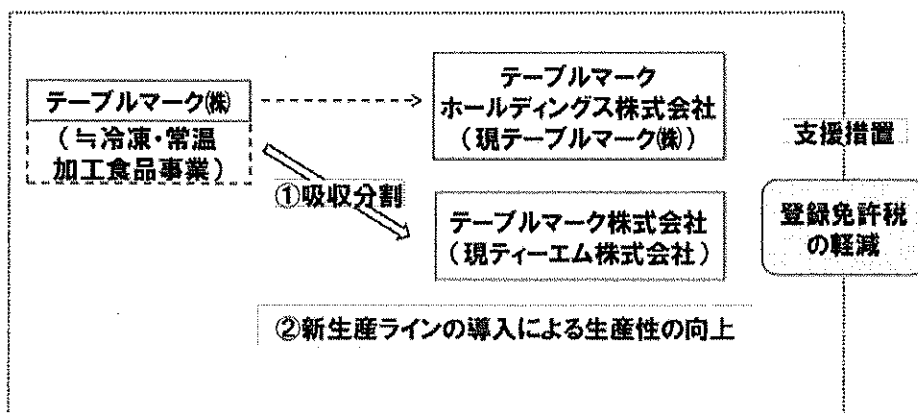 テーブルマーク㈱
(≒冷凍・常温
加工食品事業)
テーブルマーク
ホールディングス株式会社
(現テーブルマーク㈱)
①吸収分割
テーブルマーク株式会社
(現ティーエム株式会社)
②新生産ラインの導入による生産性の向上
支援措置
登録免許税
の軽減